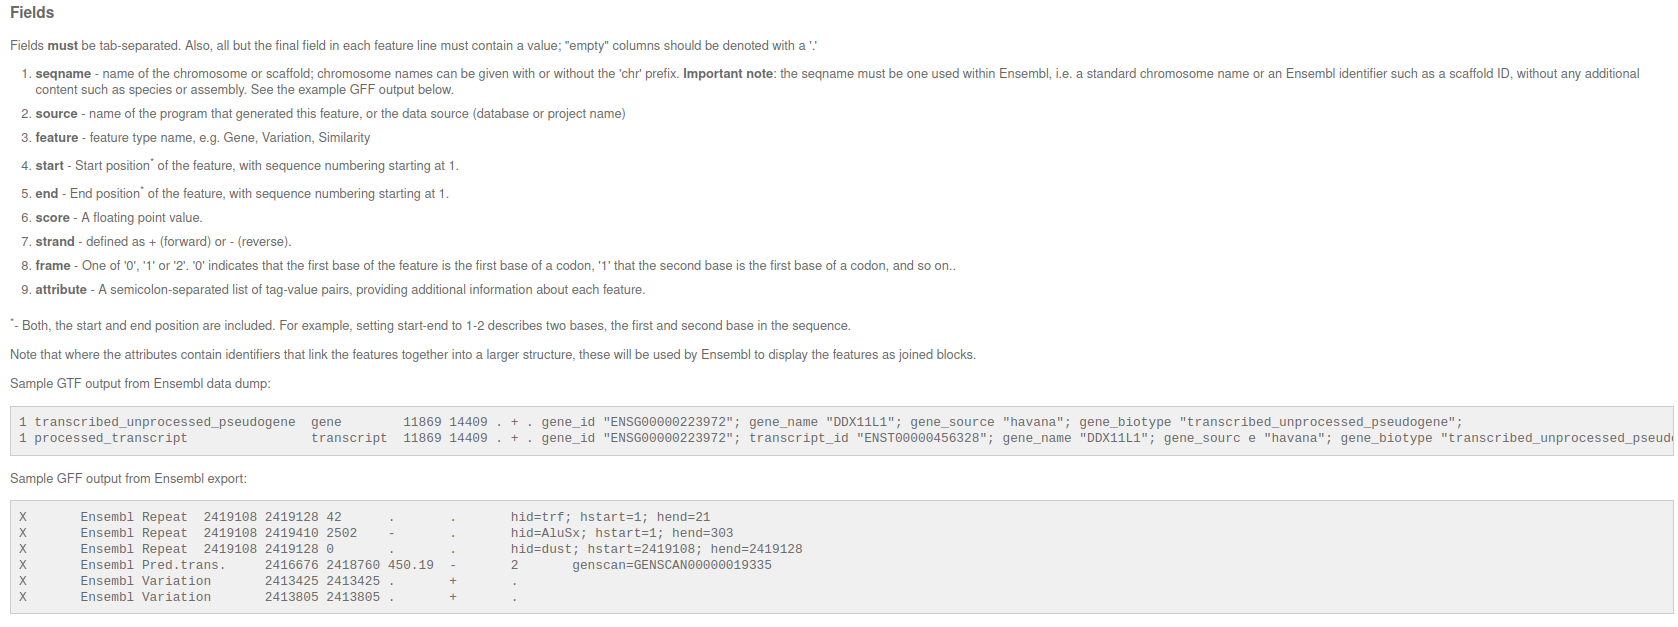 Fields
Fields must be tab-separated. Also, all but the final field in each feature line must contain a value; "empty" columns should be denoted with a '.'
1. seqname - name of the chromosome or scaffold; chromosome names can be given with or without the 'chr' prefix. Important note: the seqname must be one used within Ensembl, i.e. a standard chromosome name or an Ensembl identifier such as a scaffold ID, without any additional
content such as species or assembly. See the example GFF output below.
2. source - name of the program that generated this feature, or the data source (database or project name)
3. feature - feature type name, e.g. Gene, Variation, Similarity
4. start - Start position* of the feature, with sequence numbering starting at 1.
5. end - End position* of the feature, with sequence numbering starting at 1.
6. score - A floating point value.
7. strand - defined as + (forward) or - (reverse).
8. frame - One of '0', '1' or '2'. '0' indicates that the first base of the feature is the first base of a codon, '1' that the second base is the first base of a codon, and so on..
9. attribute - A semicolon-separated list of tag-value pairs, providing additional information about each feature.
*- Both, the start and end position are included. For example, setting start-end to 1-2 describes two bases, the first and second base in the sequence.
Note that where the attributes contain identifiers that link the features together into a larger structure, these will be used by Ensembl to display the features as joined blocks.
Sample GTF output from Ensembl data dump:
1 transcribed_unprocessed_pseudogene  gene        11869 14409 . + . gene_id "ENSG00000223972"; gene_name "DDX11L1"; gene_source "havana"; gene_biotype "transcribed_unprocessed_pseudogene";
1 processed_transcript                transcript  11869 14409 . + . gene_id "ENSG00000223972"; transcript_id "ENST00000456328"; gene_name "DDX11L1"; gene_sourc e "havana"; gene_biotype "transcribed_unprocessed_pseud
Sample GFF output from Ensembl export:
X       Ensembl Repeat  2419108 2419128 42      .       .       hid=trf; hstart=1; hend=21
X       Ensembl Repeat  2419108 2419410 2502    -       .       hid=AluSx; hstart=1; hend=303
X       Ensembl Repeat  2419108 2419128 0       .       .       hid=dust; hstart=2419108; hend=2419128
X       Ensembl Pred.trans.     2416676 2418760 450.19  -       2       genscan=GENSCAN00000019335
X       Ensembl Variation       2413425 2413425 .       +       .
X       Ensembl Variation       2413805 2413805 .       +       .